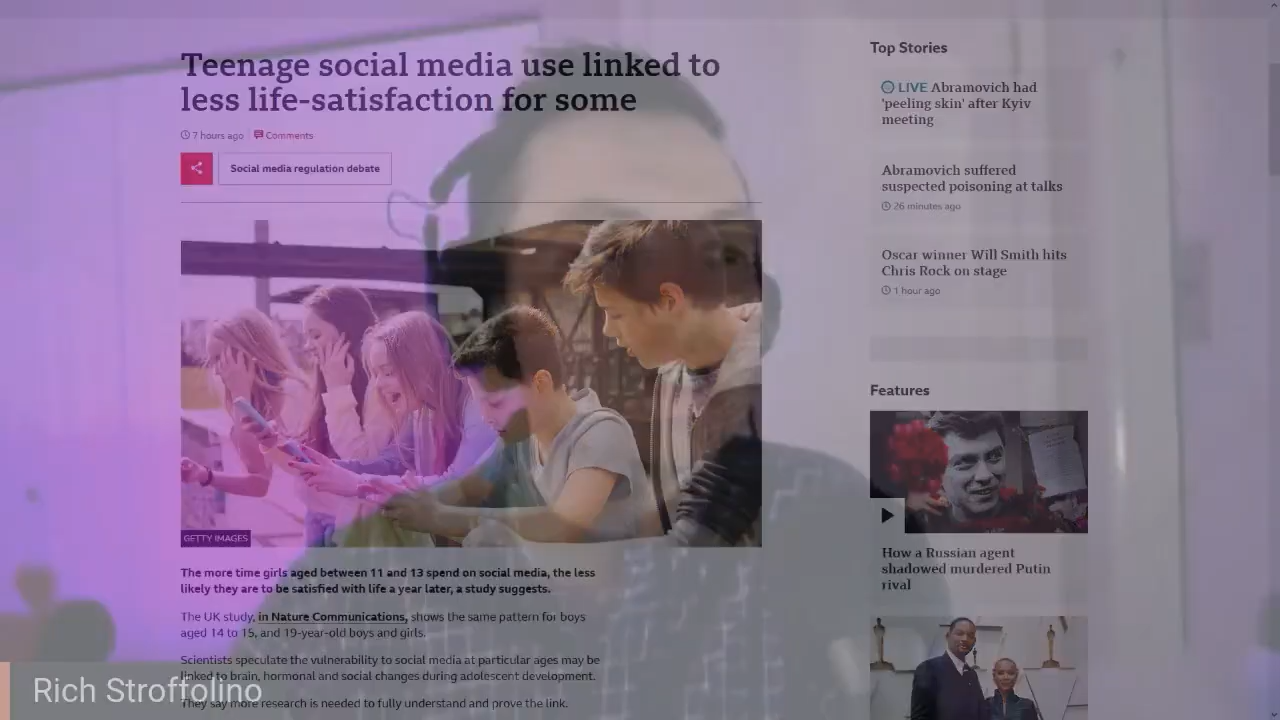 Teenage social media use linked to
less life-satisfaction for some
7 hours ago
Comments
Social media regulation debate
GETTY IMAGES
The more time girls aged between 11 and 13 spend on social media, the less
likely they are to be satisfied with life a year later, a study suggests.
The UK study, in Nature Communications, shows the same pattern for boys
aged 14 to 15, and 19-year-old boys and girls.
Scientists speculate the vulnerability to social media at particular ages may be
linked to brain, hormonal and social changes during adolescent development.
They say more research is needed to fully understand and prove the link.
Top Stories
LIVE Abramovich had
'peeling skin' after Kyiv
meeting
Abramovich suffered
suspected poisoning at talks
26 minutes ago
Oscar winner Will Smith hits
Chris Rock on stage
1 hour ago
Features
How a Russian agent
shadowed murdered Putin
rival
Rich Stroffolino